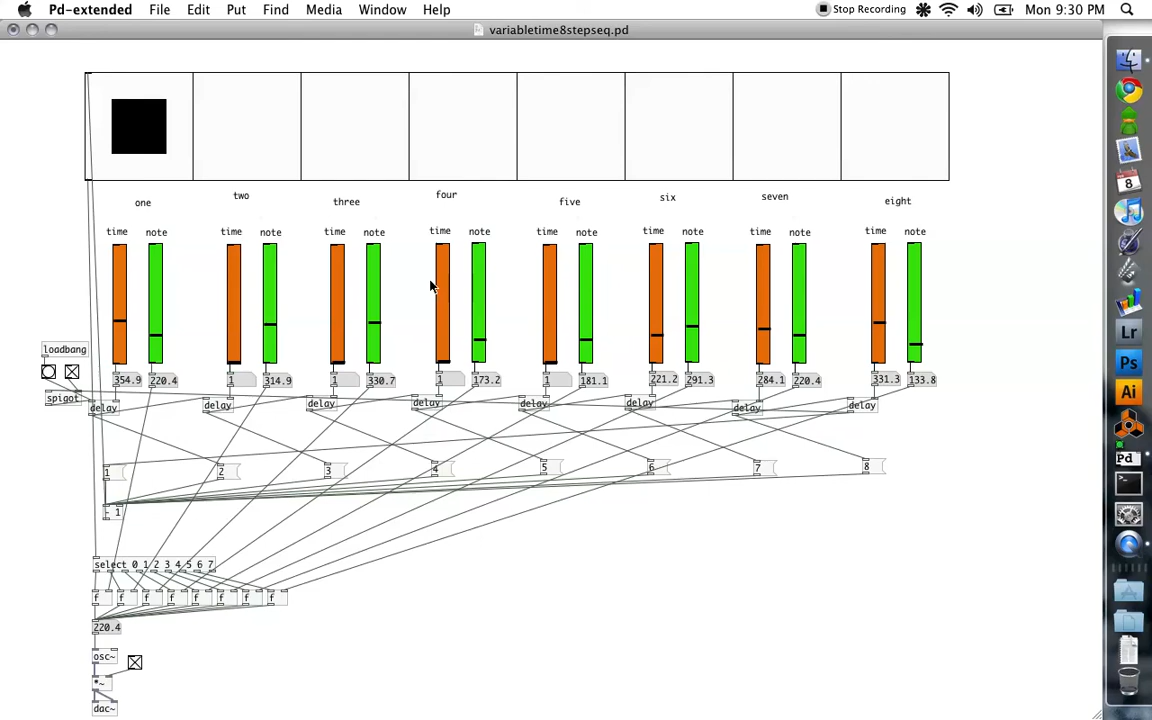 Pd-extended File Edit Put Find Media Window Help Stop Recording Mon 9:30 PM
variabletime8stepseq.pd
8
one two three four five six seven eight
time note time note time note time note time note time note time note time note
loadbang
354.9 220.4 1 314.9 1 330.7 1 173.2 1 181.1 221.2 291.3 284.1 220.4 331.3 133.8
spigot
delay delay delay delay delay delay delay delay
1 2 3 4 5 6 7 8
- 1
select 0 1 2 3 4 5 6 7
f f f f f f f f
220.4
osc~
*~
dac~
Lr
Ps
Ai
Pd